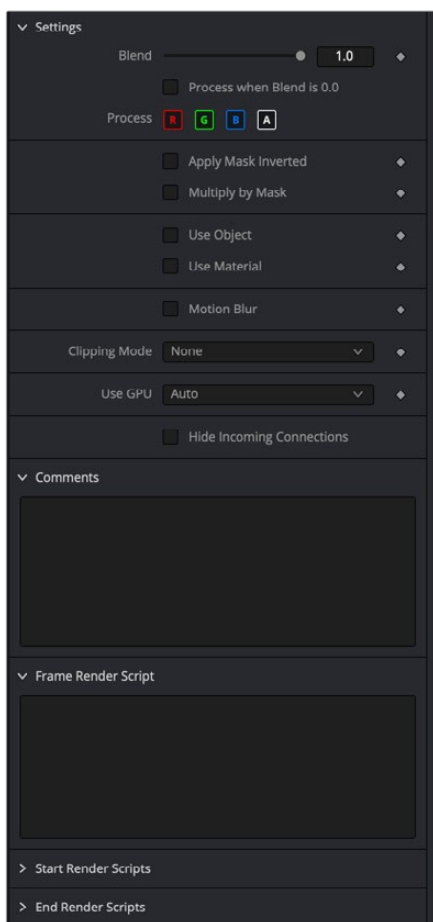 Settings
Blend 1.0
Process when Blend is 0.0
Process R G B A
Apply Mask Inverted
Multiply by Mask
Use Object
Use Material
Motion Blur
Clipping Mode None
Use GPU Auto
Hide Incoming Connections
Comments
Frame Render Script
Start Render Scripts
End Render Scripts